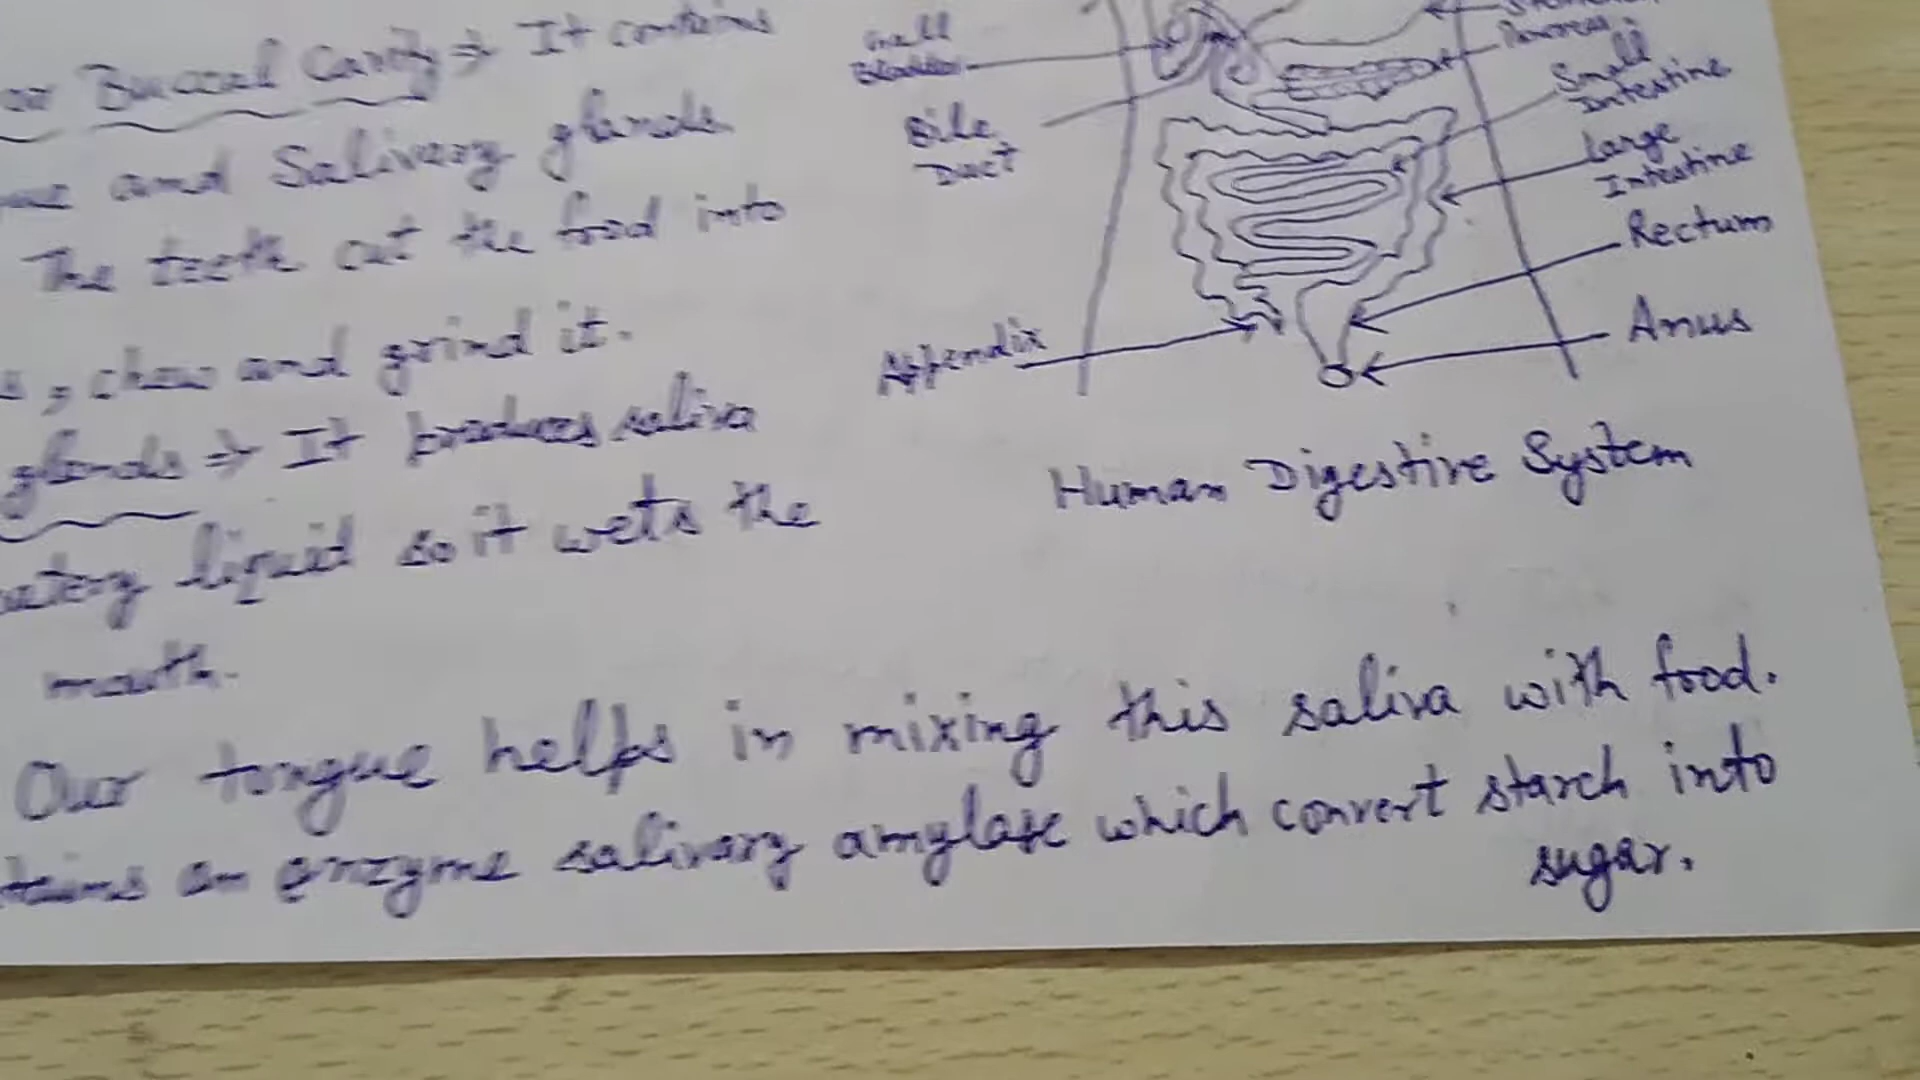 or Buccal Cavity ⇒ It contains
and Salivary glands
The teeth cut the food into
, chew and grind it.
glands ⇒ It produces saliva
watery liquid so it wets the
mouth.
Our tongue helps in mixing this saliva with food.
an enzyme salivary amylase which convert starch into
sugar.
Gall
Bladder
Bile
Duct
Appendix
Pancreas
Small
Intestine
Large
Intestine
Rectum
Anus
Human Digestive System